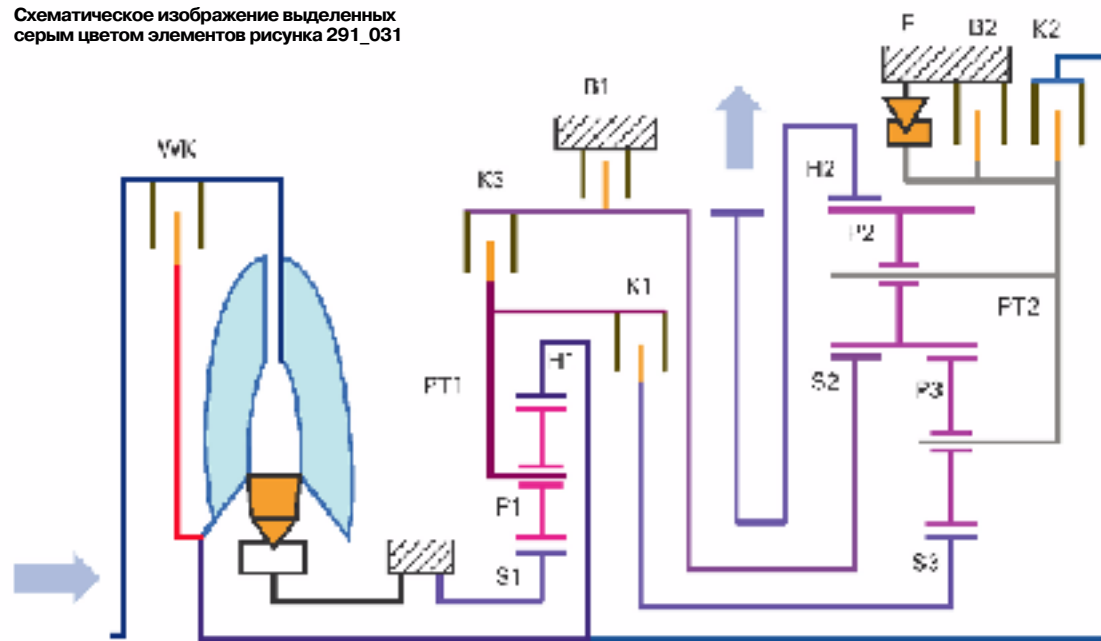 Схематическое изображение выделенных
серым цветом элементов рисунка 291_031
F
B2
K2
B1
WK
K3
H2
P2
K1
PT2
H1
PT1
S2
P3
P1
S1
S3